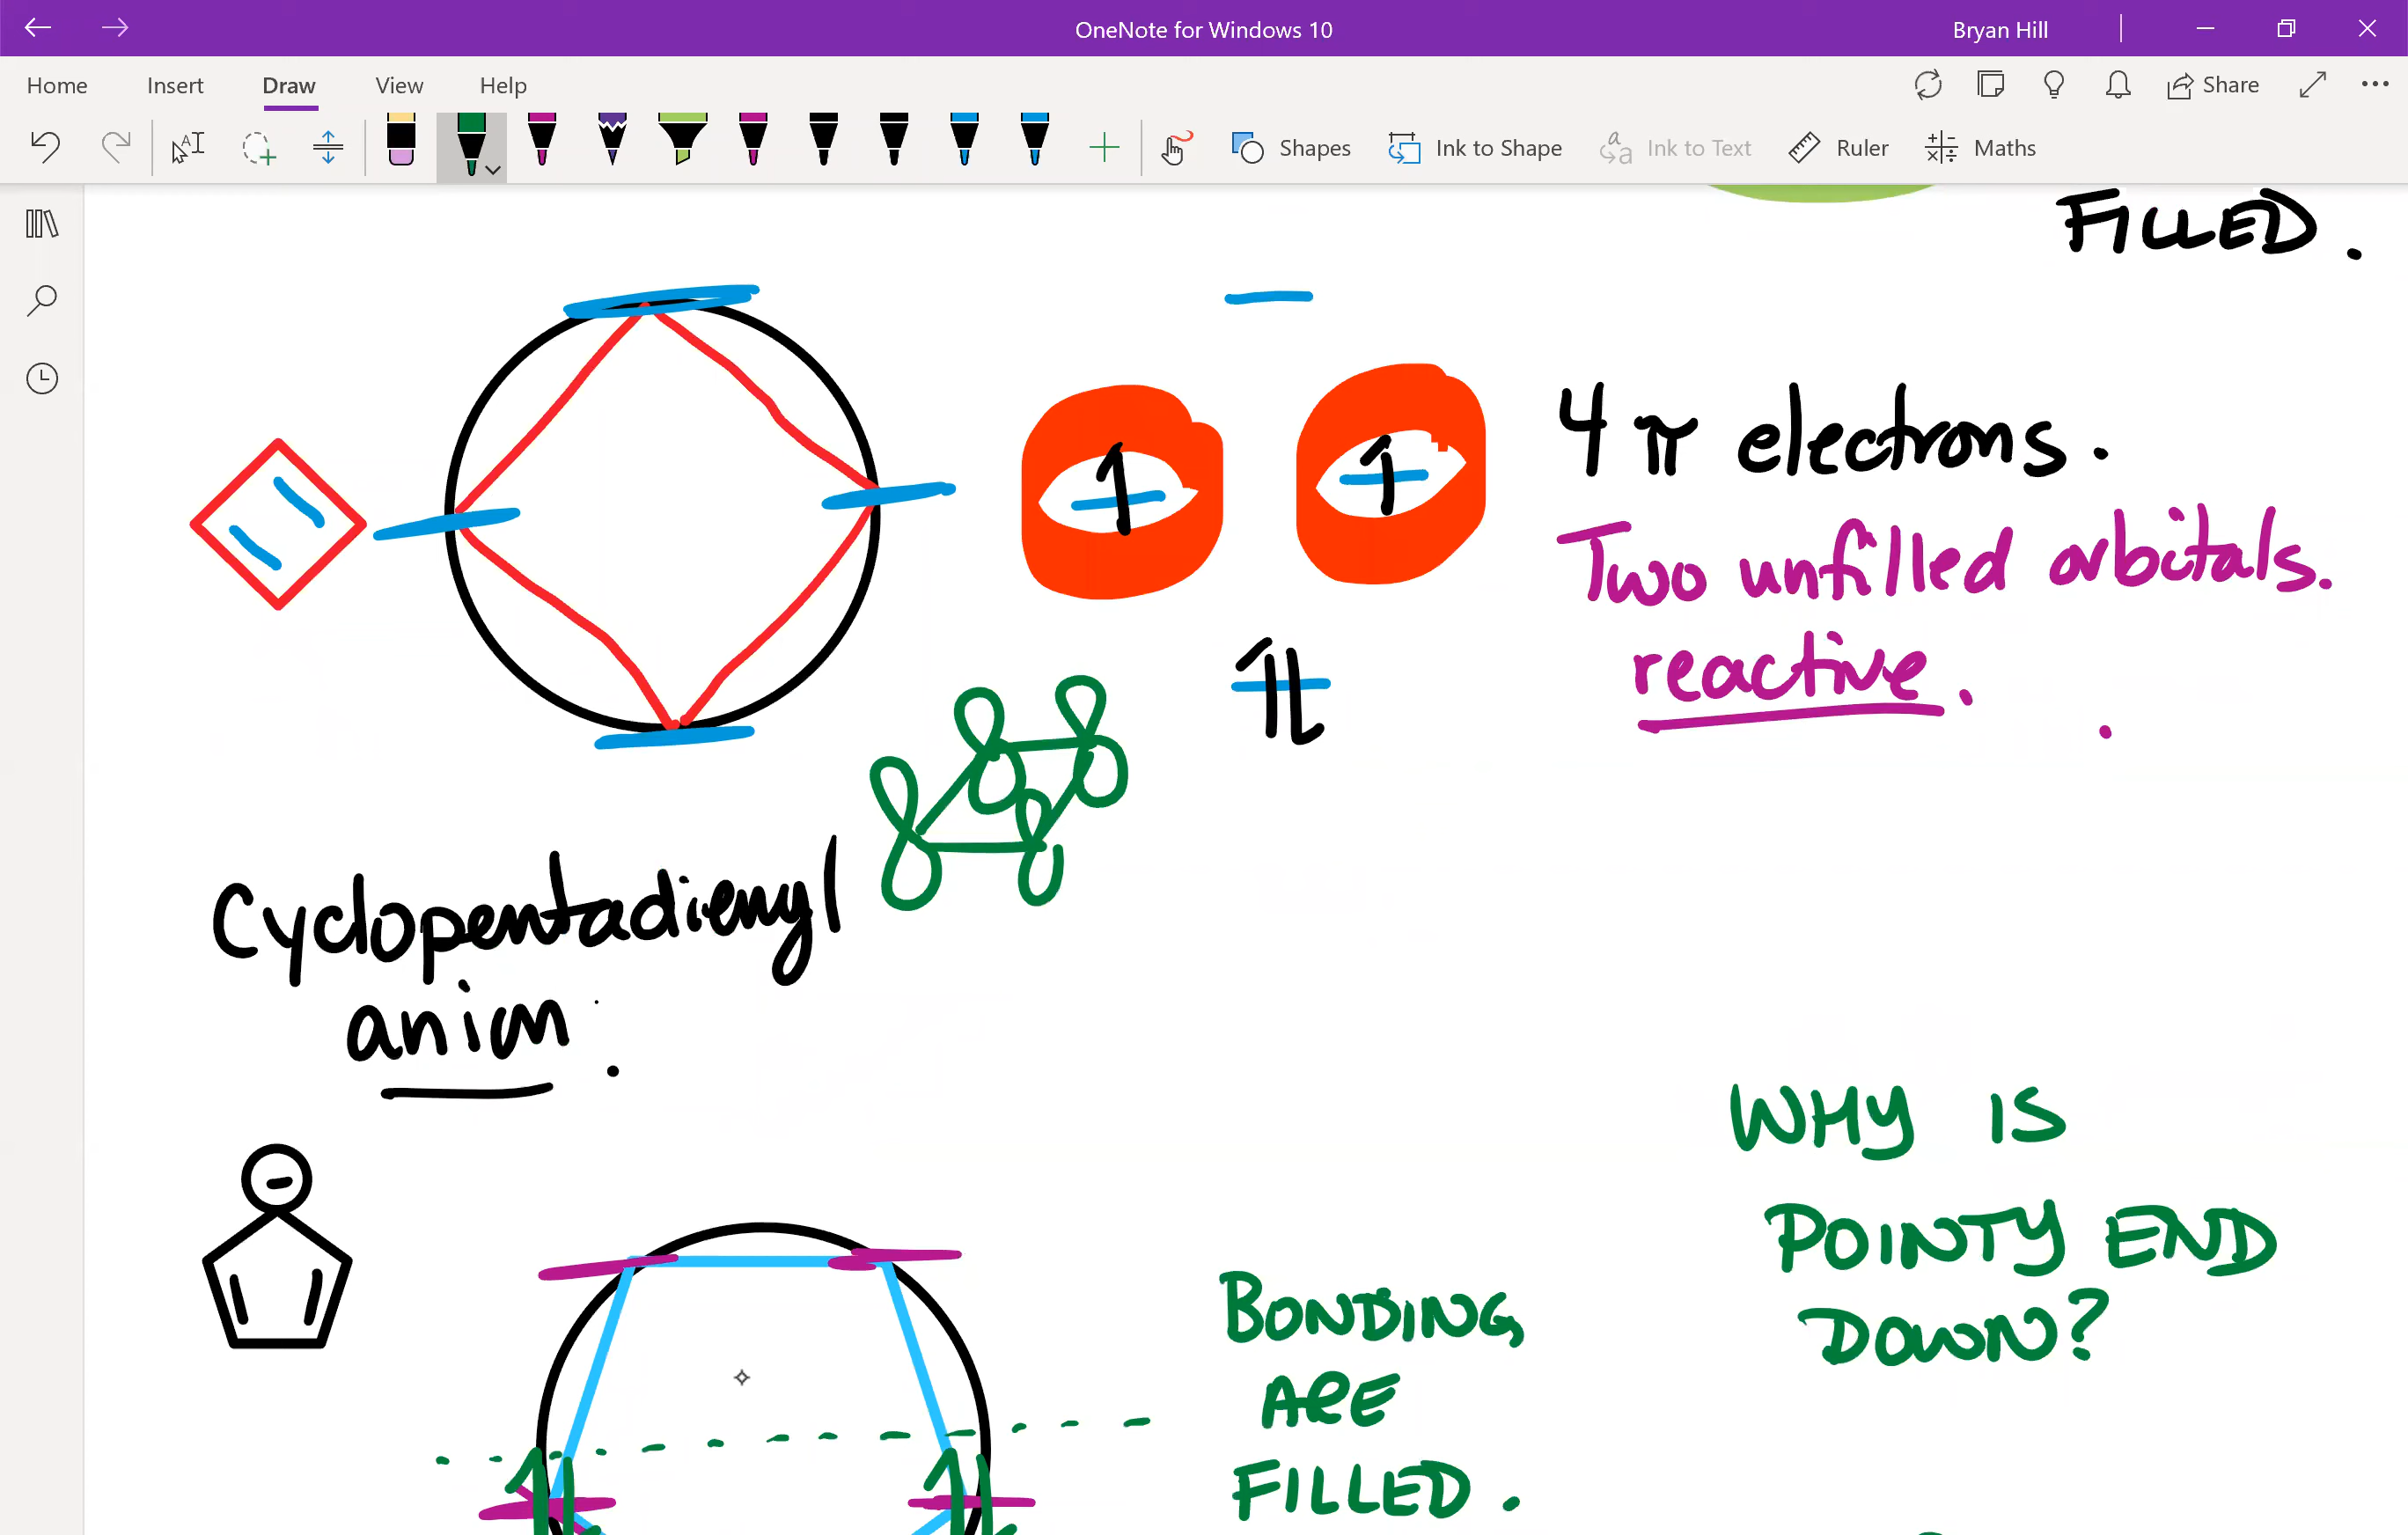 OneNote for Windows 10
Bryan Hill
Home Insert Draw View Help
Share
Shapes Ink to Shape Ink to Text Ruler Maths
FILLED.
4 π electrons.
Two unfilled orbitals.
reactive.
Cyclopentadienyl
anion.
WHY IS
POINTY END
DOWN?
BONDING
ARE
FILLED.